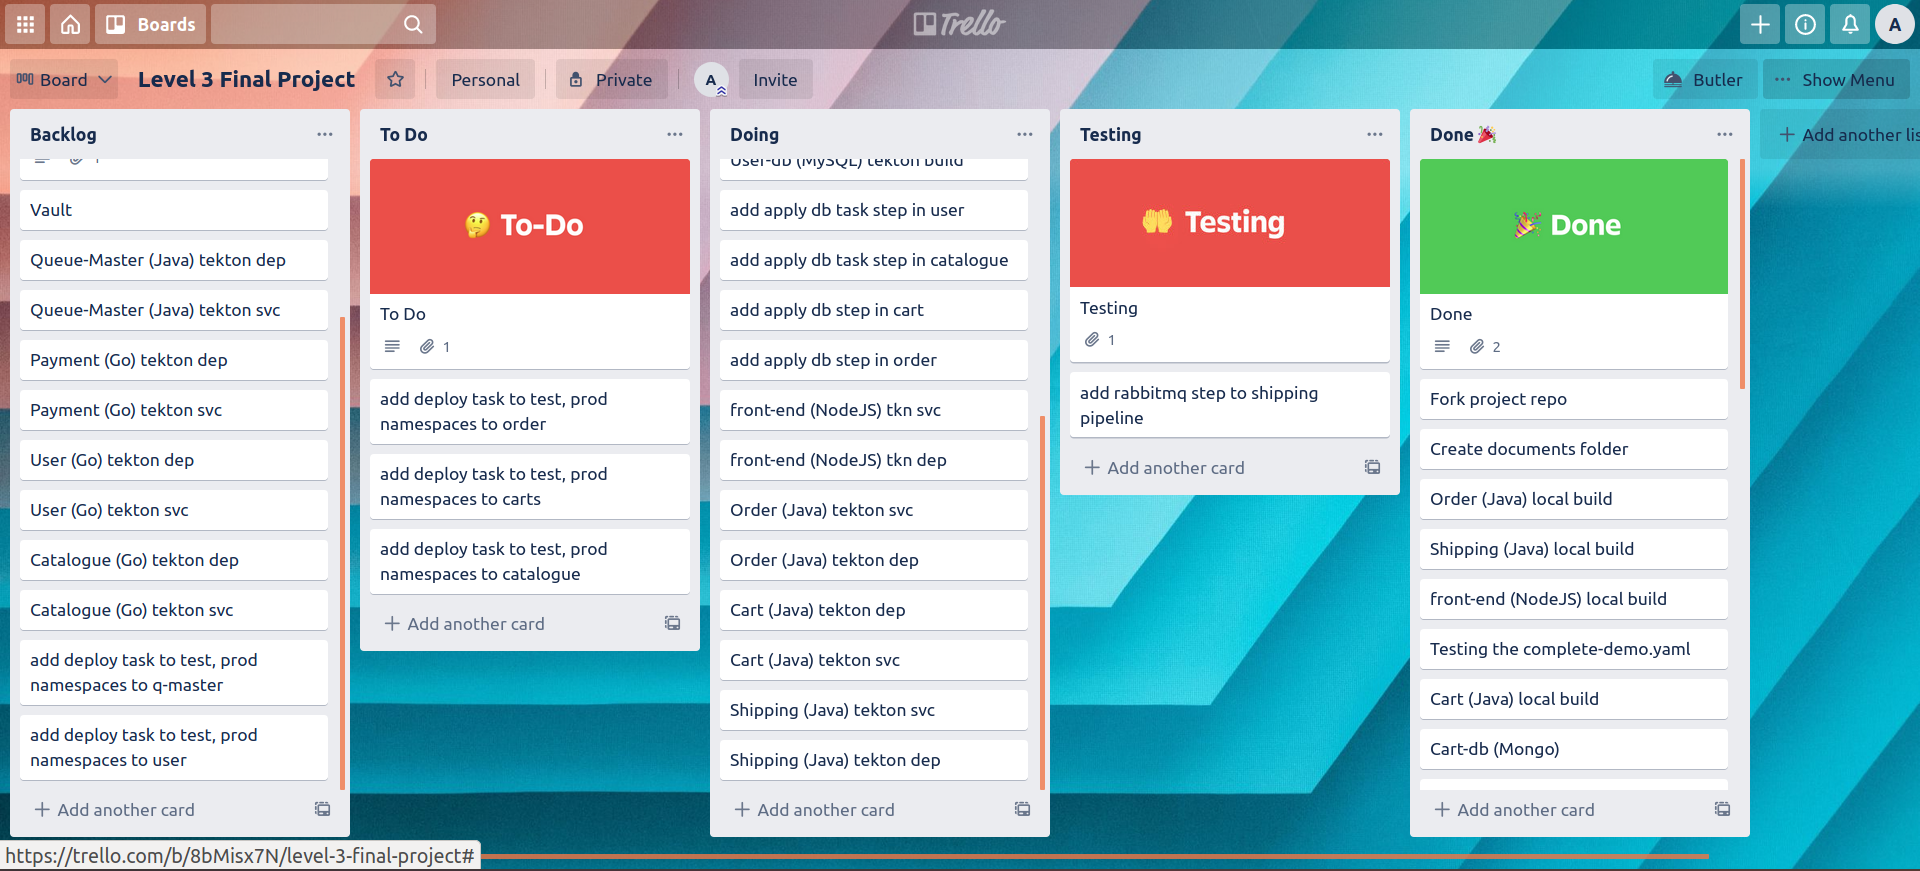 Boards
Trello
A
Board
Level 3 Final Project
Personal
Private
A
Invite
Butler
... Show Menu
Backlog
1
Vault
Queue-Master (Java) tekton dep
Queue-Master (Java) tekton svc
Payment (Go) tekton dep
Payment (Go) tekton svc
User (Go) tekton dep
User (Go) tekton svc
Catalogue (Go) tekton dep
Catalogue (Go) tekton svc
add deploy task to test, prod
namespaces to q-master
add deploy task to test, prod
namespaces to user
+ Add another card
To Do
🤔 To-Do
To Do
1
add deploy task to test, prod
namespaces to order
add deploy task to test, prod
namespaces to carts
add deploy task to test, prod
namespaces to catalogue
+ Add another card
Doing
User-db (MySQL) tekton build
add apply db task step in user
add apply db task step in catalogue
add apply db step in cart
add apply db step in order
front-end (NodeJS) tkn svc
front-end (NodeJS) tkn dep
Order (Java) tekton svc
Order (Java) tekton dep
Cart (Java) tekton dep
Cart (Java) tekton svc
Shipping (Java) tekton svc
Shipping (Java) tekton dep
+ Add another card
Testing
🤲 Testing
Testing
1
add rabbitmq step to shipping
pipeline
+ Add another card
Done 🎉
🎉 Done
Done
2
Fork project repo
Create documents folder
Order (Java) local build
Shipping (Java) local build
front-end (NodeJS) local build
Testing the complete-demo.yaml
Cart (Java) local build
Cart-db (Mongo)
+ Add another card
+ Add another lis
https://trello.com/b/8bMisx7N/level-3-final-project#